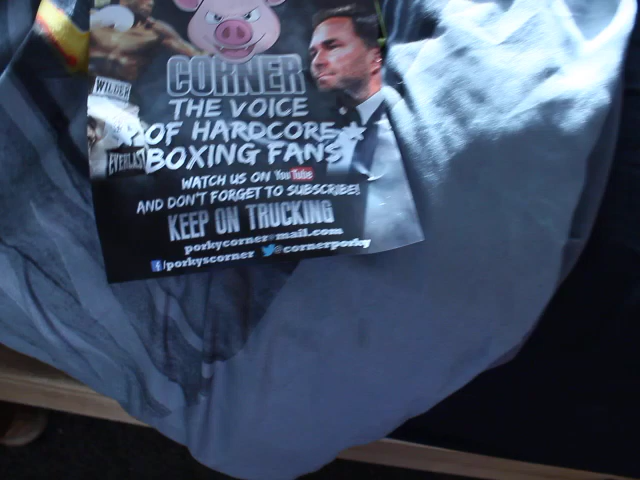 CORNER
WILDER
THE VOICE
OF HARDCORE
EVERLAST
BOXING FANS
WATCH US ON YouTube
AND DON'T FORGET TO SUBSCRIBE!
KEEP ON TRUCKING
porkycorner@mail.com
f/porkyscorner @cornerporky